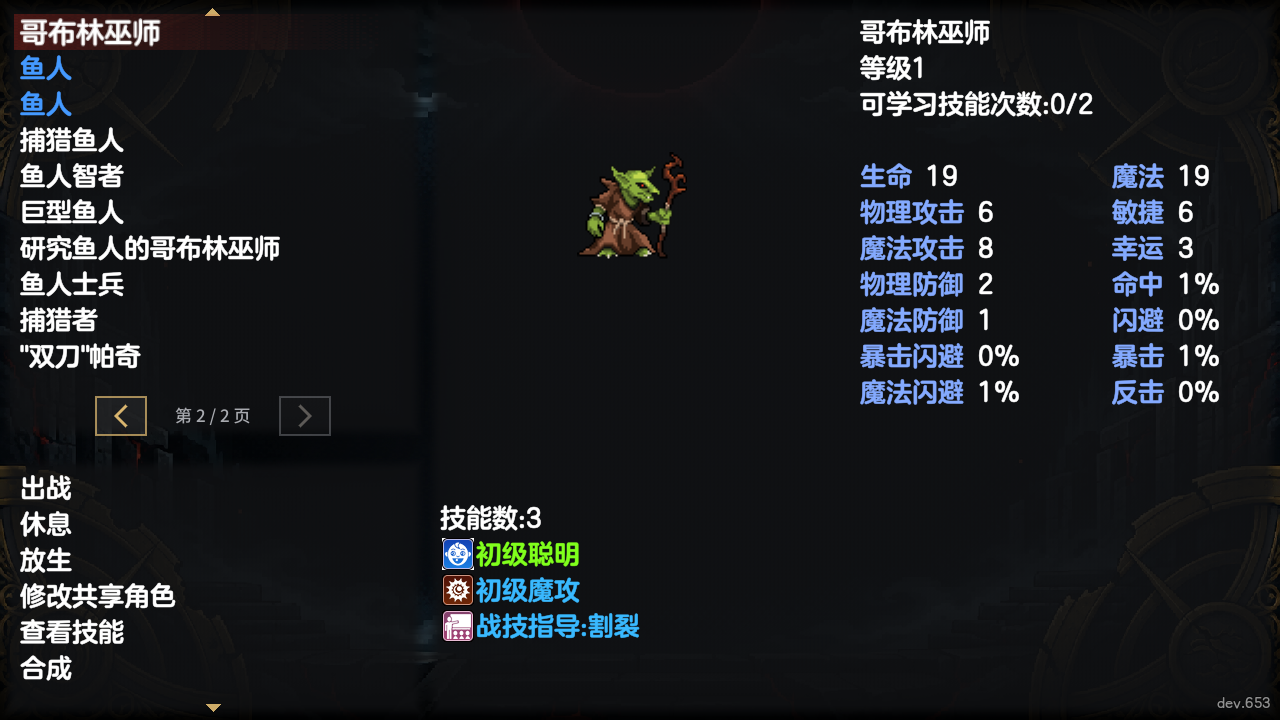 哥布林巫师
鱼人
鱼人
捕猎鱼人
鱼人智者
巨型鱼人
研究鱼人的哥布林巫师
鱼人士兵
捕猎者
"双刀"帕奇
第 2 / 2 页
出战
休息
放生
修改共享角色
查看技能
合成
技能数:3
初级聪明
初级魔攻
战技指导:割裂
哥布林巫师
等级1
可学习技能次数:0/2
生命 19 魔法 19
物理攻击 6 敏捷 6
魔法攻击 8 幸运 3
物理防御 2 命中 1%
魔法防御 1 闪避 0%
暴击闪避 0% 暴击 1%
魔法闪避 1% 反击 0%
dev.653